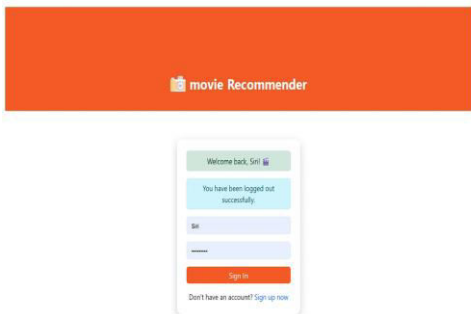 movie Recommender
Welcome back, Siri!
You have been logged out
successfully.
Siri
••••••••
Sign In
Don't have an account? Sign up now